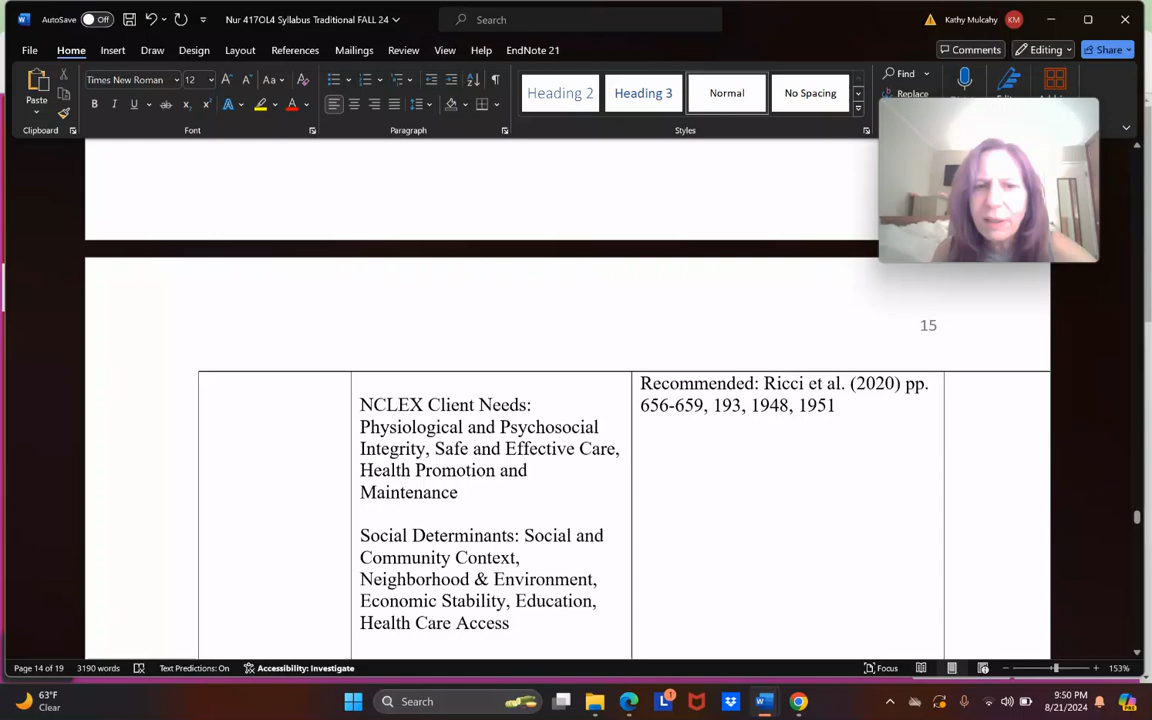 AutoSave Off
Nur 417OL4 Syllabus Traditional FALL 24
Search
Kathy Mulcahy KM
File Home Insert Draw Design Layout References Mailings Review View Help EndNote 21
Comments Editing Share
Times New Roman 12 Aa
Heading 2 Heading 3 Normal No Spacing
Find
Replace
Paste
B I U ab x2 x2 A A
Clipboard Font Paragraph Styles
15
NCLEX Client Needs:
Physiological and Psychosocial
Integrity, Safe and Effective Care,
Health Promotion and
Maintenance
Social Determinants: Social and
Community Context,
Neighborhood & Environment,
Economic Stability, Education,
Health Care Access
Recommended: Ricci et al. (2020) pp.
656-659, 193, 1948, 1951
Page 14 of 19 3190 words Text Predictions: On Accessibility: Investigate Focus 153%
63°F
Clear
Search
9:50 PM
8/21/2024